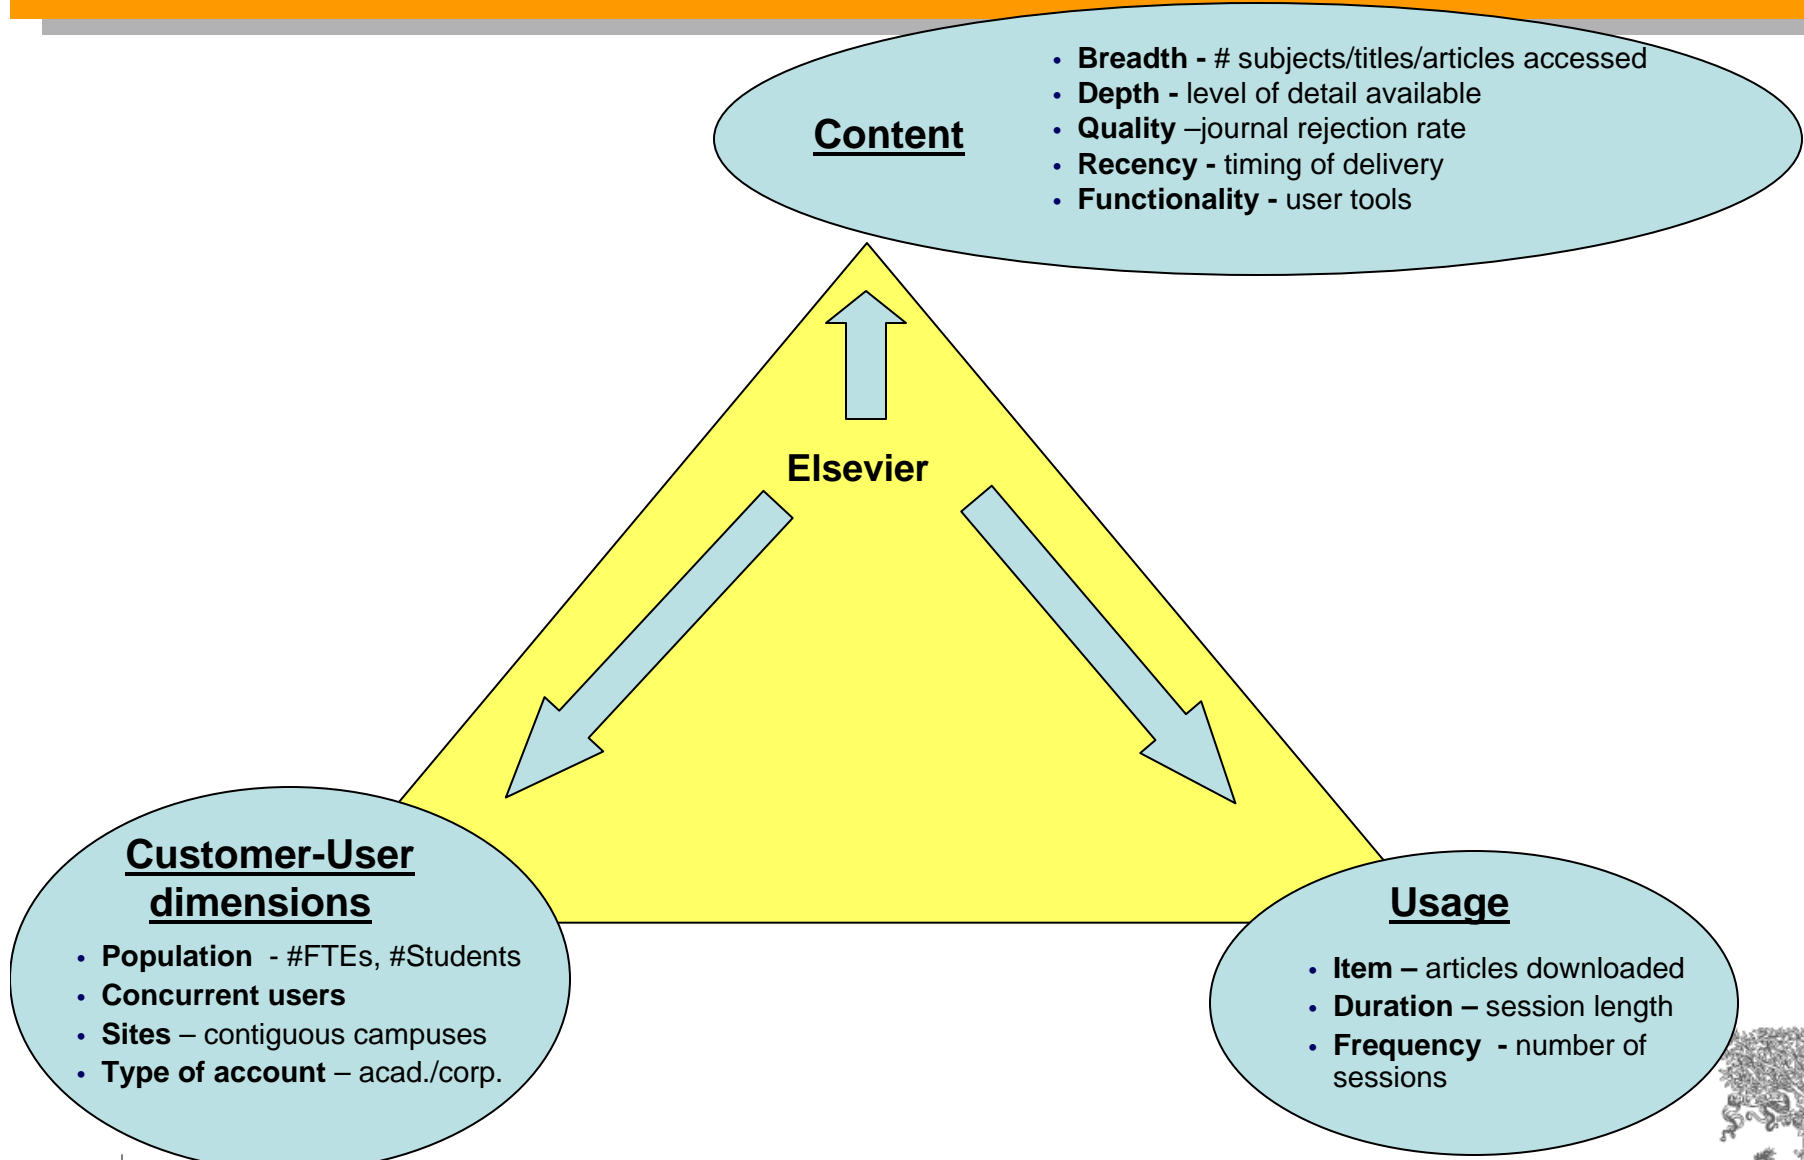 Content
• Breadth - # subjects/titles/articles accessed
• Depth - level of detail available
• Quality –journal rejection rate
• Recency - timing of delivery
• Functionality - user tools
Elsevier
Customer-User
dimensions
• Population  - #FTEs, #Students
• Concurrent users
• Sites – contiguous campuses
• Type of account – acad./corp.
Usage
• Item – articles downloaded
• Duration – session length
• Frequency  - number of
sessions